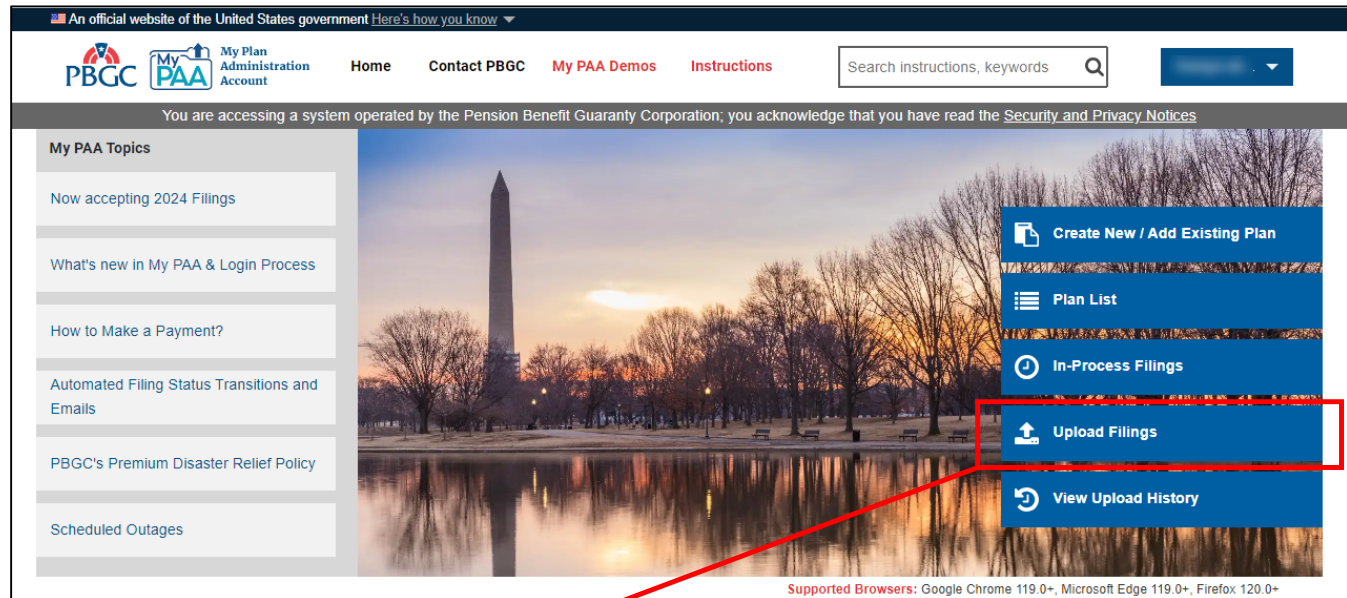 An official website of the United States government Here's how you know
PBGC
My
PAA
My Plan
Administration
Account
Home
Contact PBGC
My PAA Demos
Instructions
Search instructions, keywords
You are accessing a system operated by the Pension Benefit Guaranty Corporation; you acknowledge that you have read the Security and Privacy Notices
My PAA Topics
Now accepting 2024 Filings
What's new in My PAA & Login Process
How to Make a Payment?
Automated Filing Status Transitions and
Emails
PBGC's Premium Disaster Relief Policy
Scheduled Outages
Create New / Add Existing Plan
Plan List
In-Process Filings
Upload Filings
View Upload History
Supported Browsers: Google Chrome 119.0+, Microsoft Edge 119.0+, Firefox 120.0+